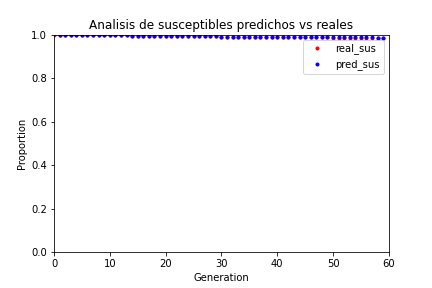 Analisis de susceptibles predichos vs reales
1.0
0.8
0.6
0.4
0.2
0.0
Proportion
real_sus
pred_sus
0 10 20 30 40 50 60
Generation